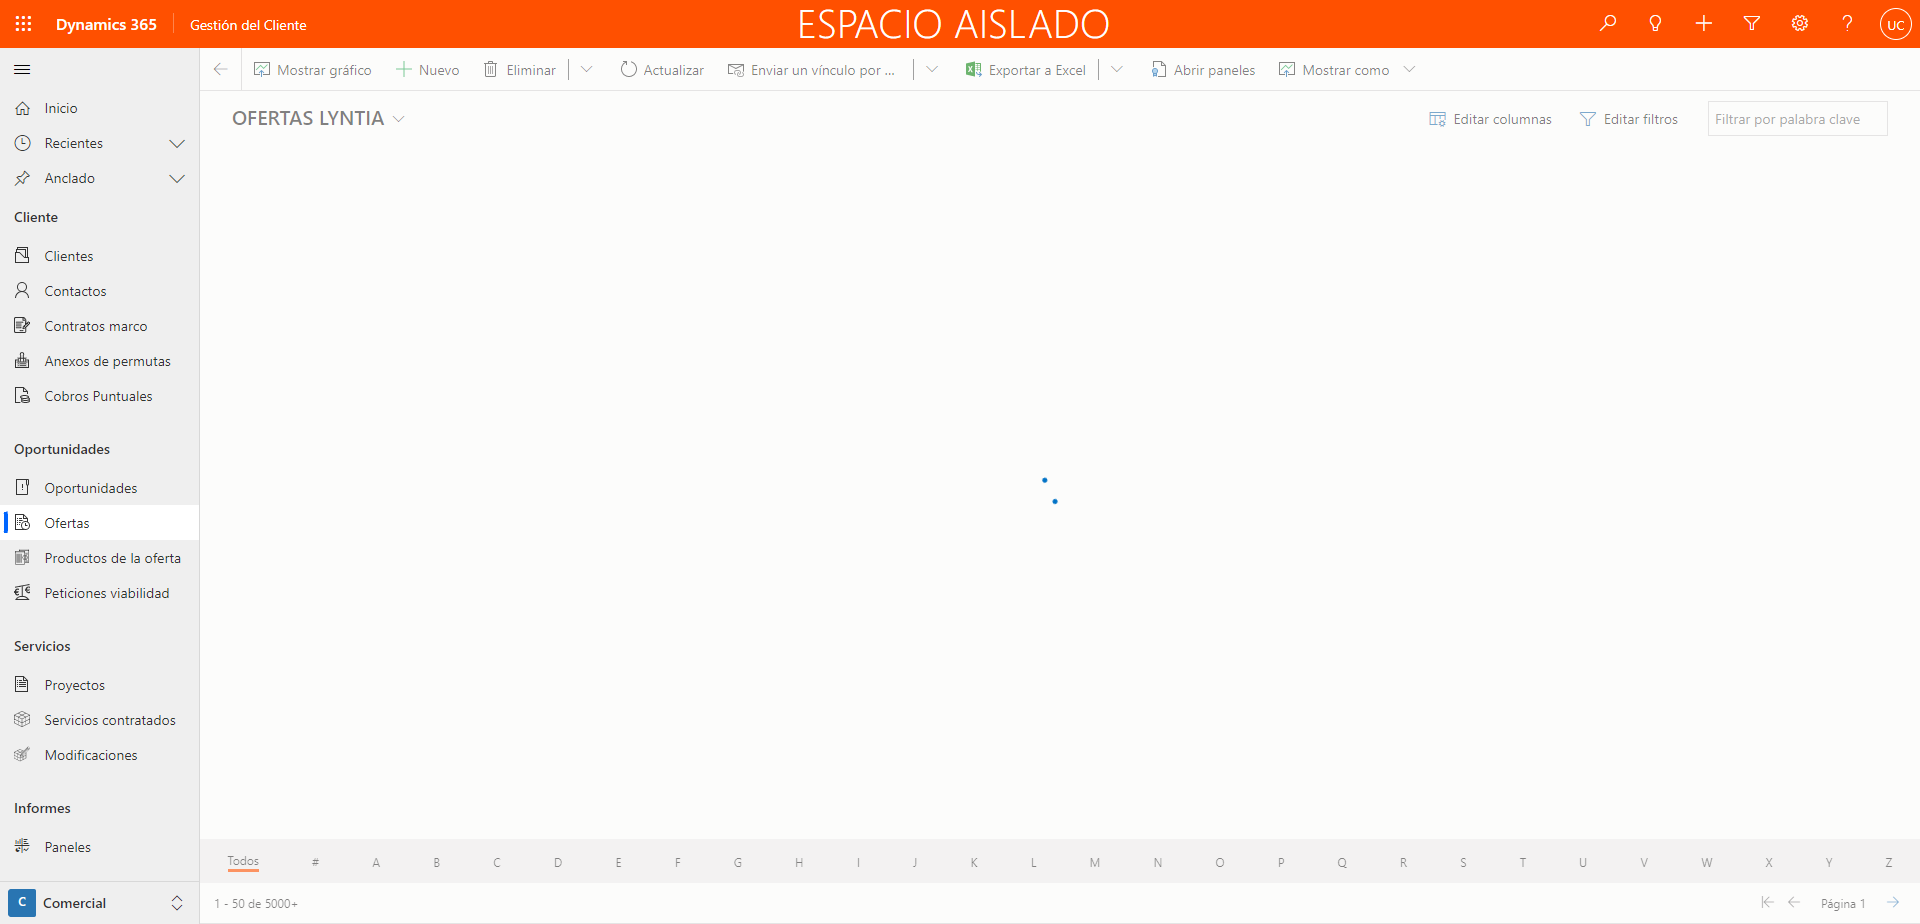 Dynamics 365
Gestión del Cliente
ESPACIO AISLADO
UC
Mostrar gráfico
Nuevo
Eliminar
Actualizar
Enviar un vínculo por ...
Exportar a Excel
Abrir paneles
Mostrar como
Inicio
Recientes
Anclado
Cliente
Clientes
Contactos
Contratos marco
Anexos de permutas
Cobros Puntuales
Oportunidades
Oportunidades
Ofertas
Productos de la oferta
Peticiones viabilidad
Servicios
Proyectos
Servicios contratados
Modificaciones
Informes
Paneles
C Comercial
OFERTAS LYNTIA
Editar columnas
Editar filtros
Filtrar por palabra clave
Todos # A B C D E F G H I J K L M N O P Q R S T U V W X Y Z
1 - 50 de 5000+
Página 1